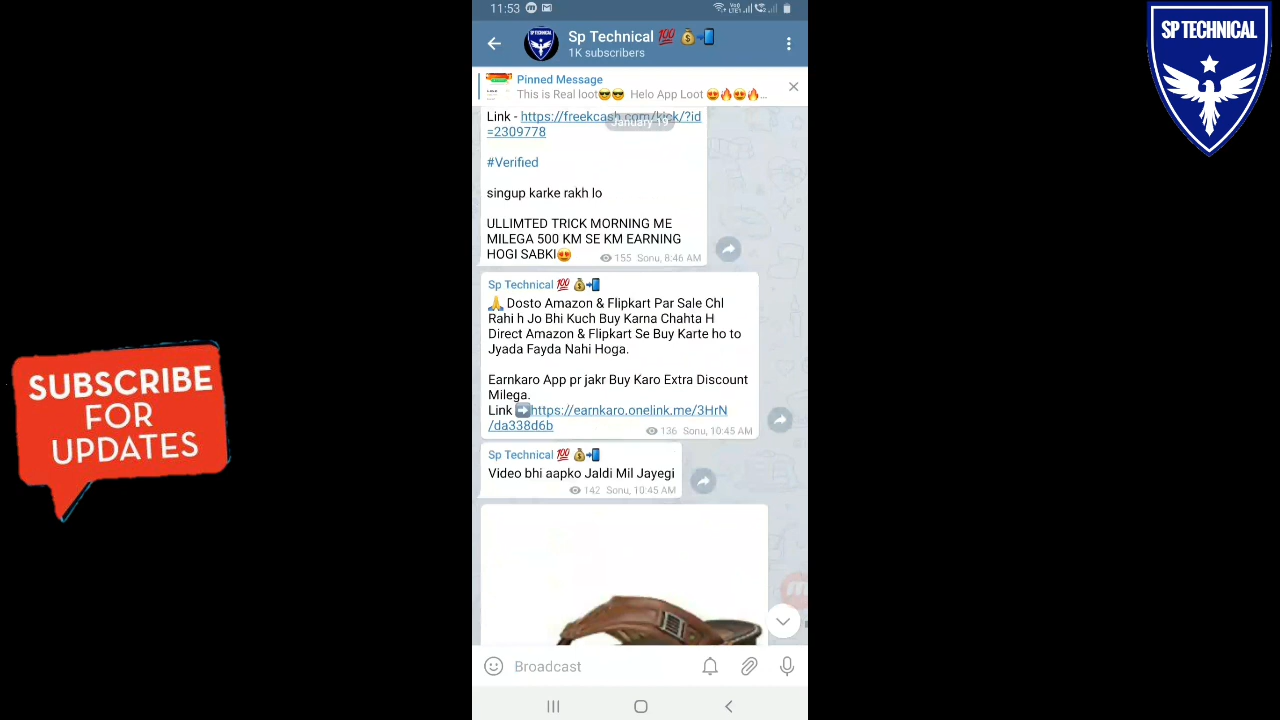 11:53
Sp Technical 💯 💰📲
1K subscribers
SP TECHNICAL
Pinned Message
This is Real loot😎😎 Helo App Loot 😍🔥😍🔥...
Link - https://freekcash.com/kick/?id
=2309778
January 19
#Verified
singup karke rakh lo
ULLIMTED TRICK MORNING ME
MILEGA 500 KM SE KM EARNING
HOGI SABKI😍
155 Sonu, 8:46 AM
Sp Technical 💯 💰📲
🙏 Dosto Amazon & Flipkart Par Sale Chl
Rahi h Jo Bhi Kuch Buy Karna Chahta H
Direct Amazon & Flipkart Se Buy Karte ho to
Jyada Fayda Nahi Hoga.
Earnkaro App pr jakr Buy Karo Extra Discount
Milega.
Link ➡️https://earnkaro.onelink.me/3HrN
/da338d6b
136 Sonu, 10:45 AM
Sp Technical 💯 💰📲
Video bhi aapko Jaldi Mil Jayegi
142 Sonu, 10:45 AM
SUBSCRIBE
FOR
UPDATES
Broadcast